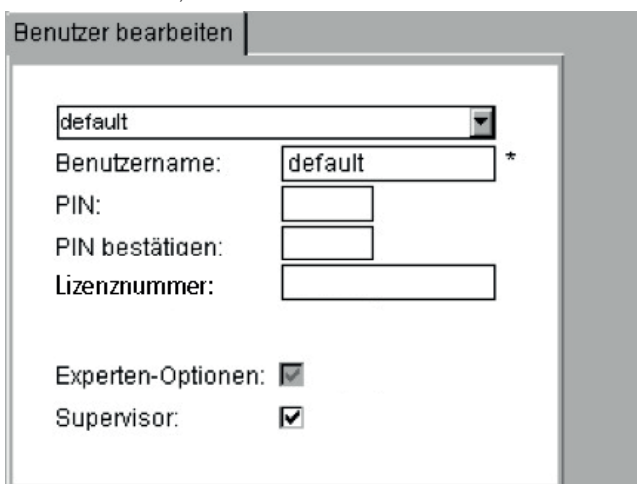 Benutzer bearbeiten
default
Benutzername: default *
PIN:
PIN bestätigen:
Lizenznummer:
Experten-Optionen:
Supervisor: